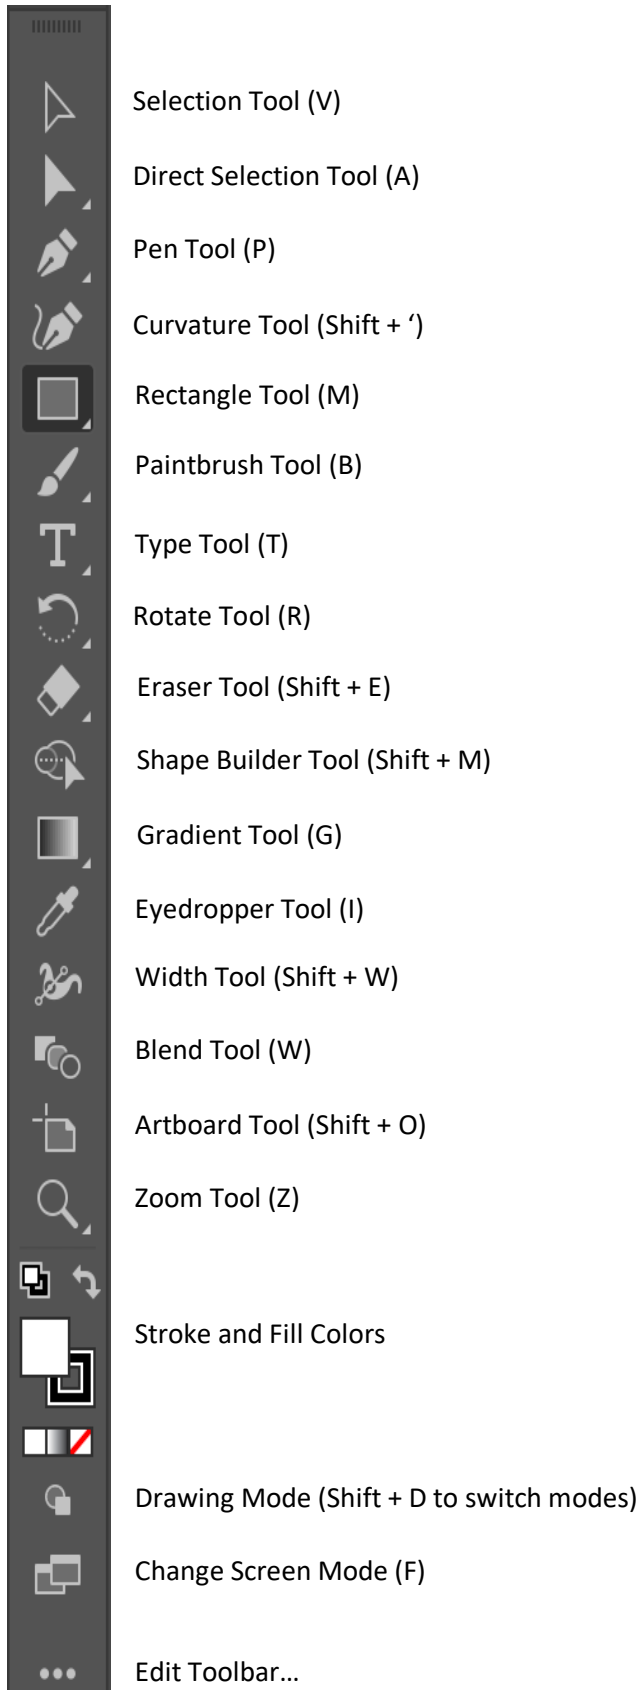 Selection Tool (V)
Direct Selection Tool (A)
Pen Tool (P)
Curvature Tool (Shift + ‘)
Rectangle Tool (M)
Paintbrush Tool (B)
Type Tool (T)
Rotate Tool (R)
Eraser Tool (Shift + E)
Shape Builder Tool (Shift + M)
Gradient Tool (G)
Eyedropper Tool (I)
Width Tool (Shift + W)
Blend Tool (W)
Artboard Tool (Shift + O)
Zoom Tool (Z)
Stroke and Fill Colors
Drawing Mode (Shift + D to switch modes)
Change Screen Mode (F)
Edit Toolbar…